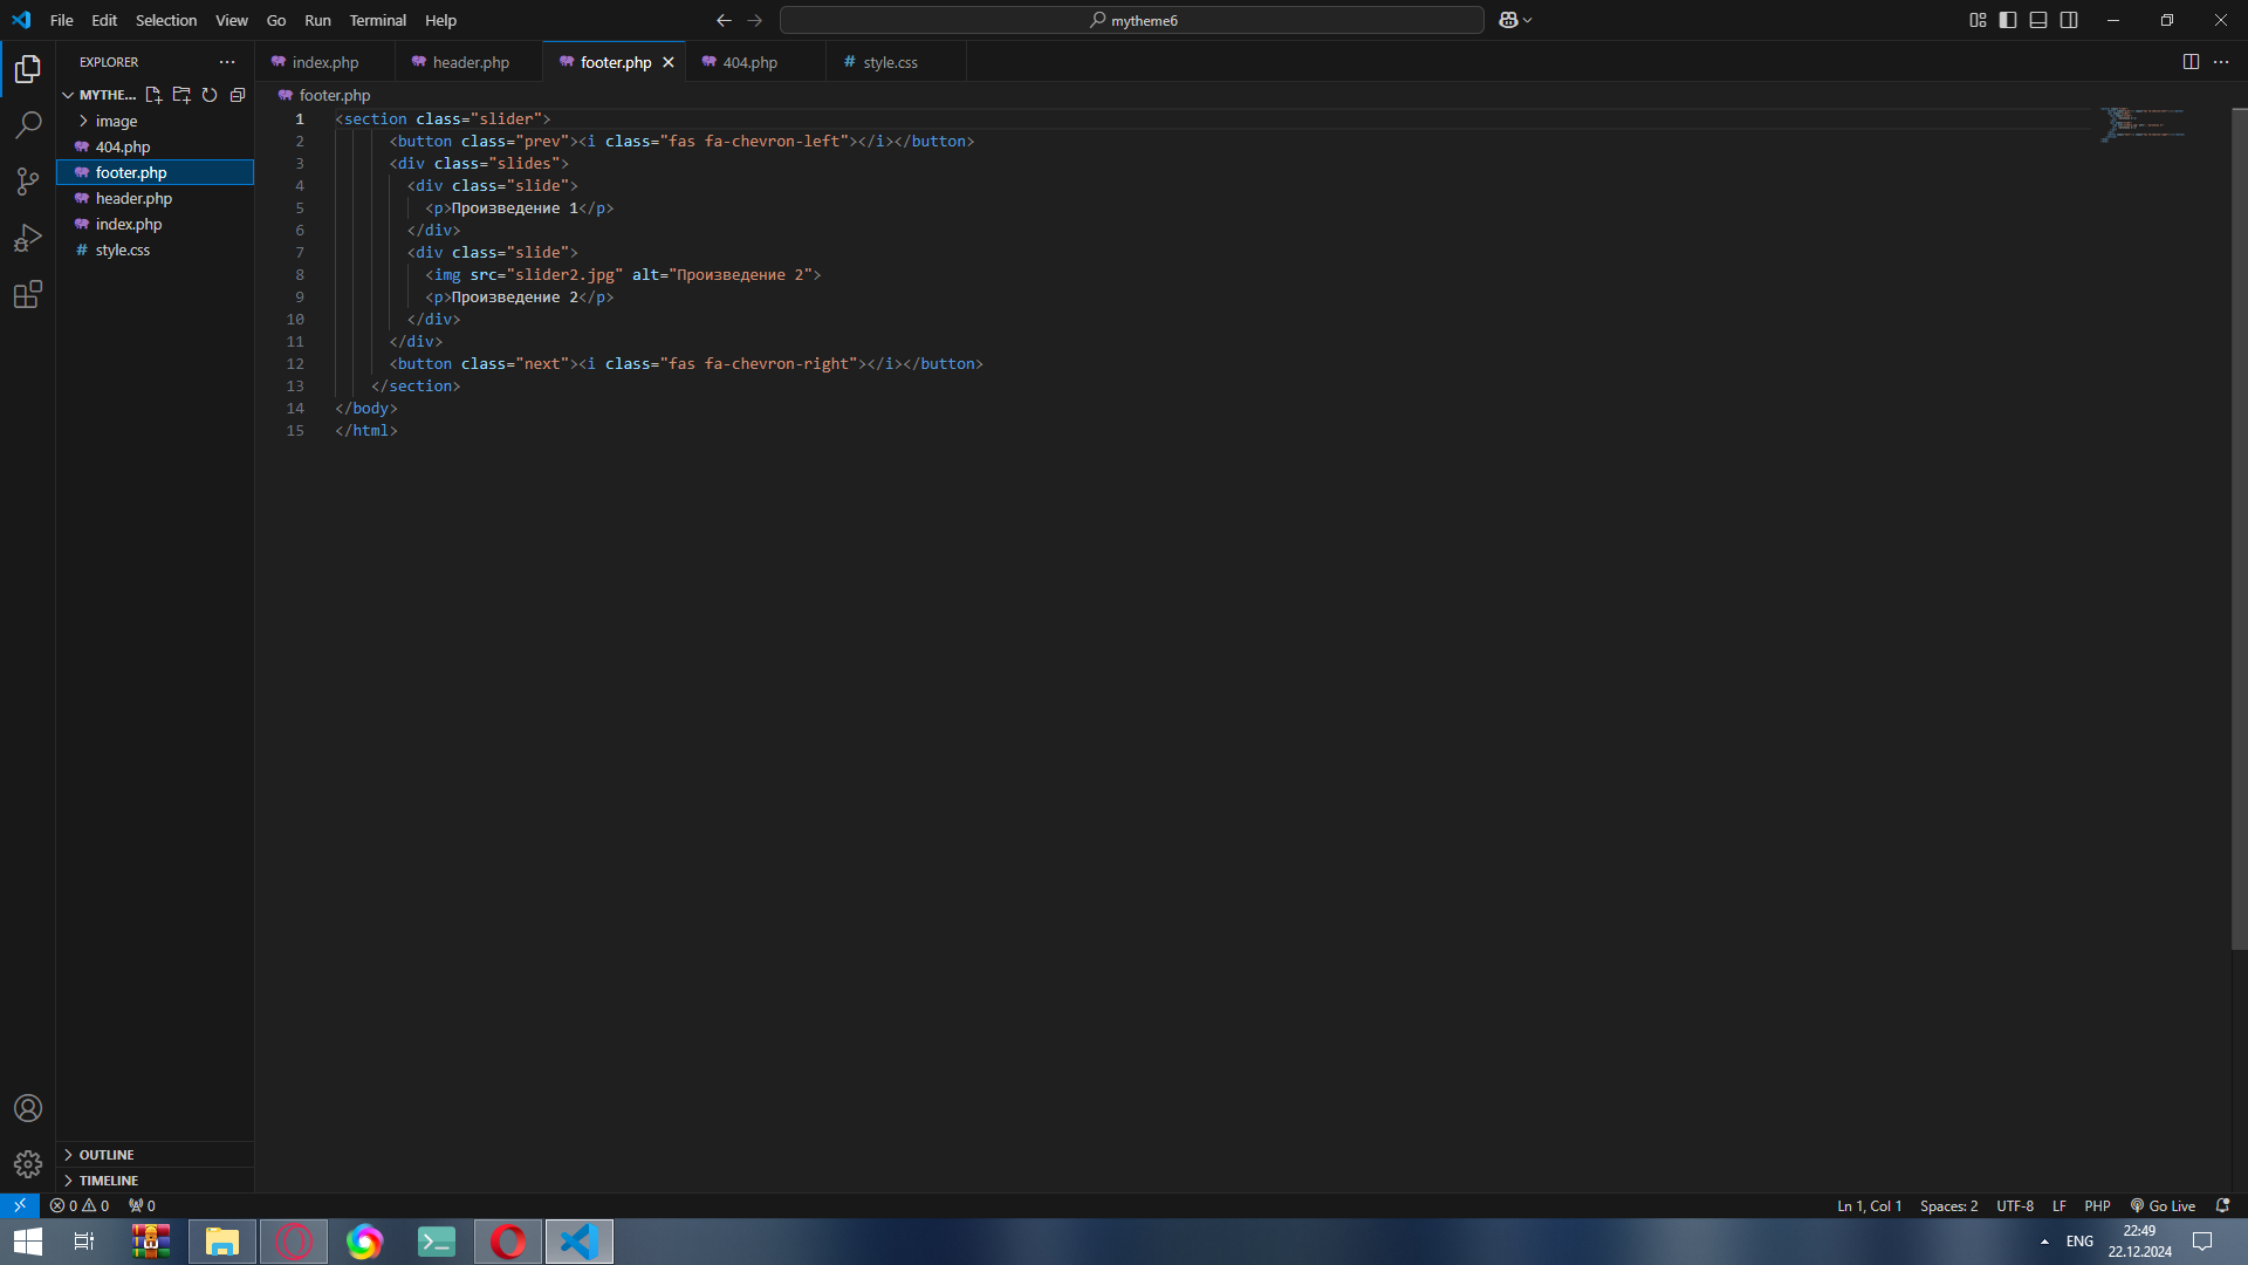 File Edit Selection View Go Run Terminal Help
mytheme6
EXPLORER
index.php
header.php
footer.php
404.php
# style.css
MYTHE...
footer.php
image
404.php
footer.php
header.php
index.php
# style.css
1 <section class="slider">
2 <button class="prev"><i class="fas fa-chevron-left"></i></button>
3 <div class="slides">
4 <div class="slide">
5 <p>Произведение 1</p>
6 </div>
7 <div class="slide">
8 <img src="slider2.jpg" alt="Произведение 2">
9 <p>Произведение 2</p>
10 </div>
11 </div>
12 <button class="next"><i class="fas fa-chevron-right"></i></button>
13 </section>
14 </body>
15 </html>
OUTLINE
TIMELINE
0 0 0
Ln 1, Col 1 Spaces: 2 UTF-8 LF PHP Go Live
ENG
22:49
22.12.2024